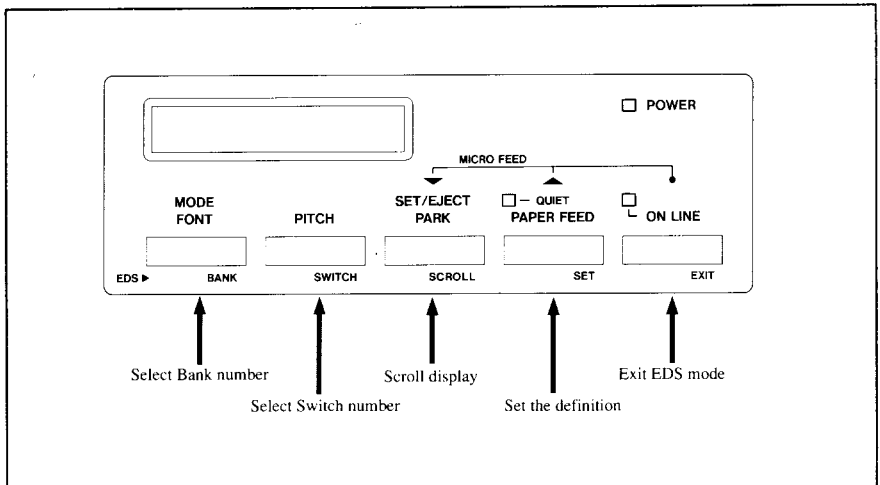 POWER
MICRO FEED
MODE
FONT
PITCH
SET/EJECT
PARK
QUIET
PAPER FEED
ON LINE
EDS
BANK
SWITCH
SCROLL
SET
EXIT
Select Bank number
Select Switch number
Scroll display
Set the definition
Exit EDS mode